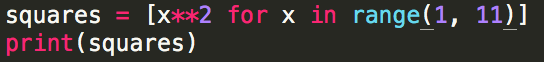 squares = [x**2 for x in range(1, 11)]
print(squares)